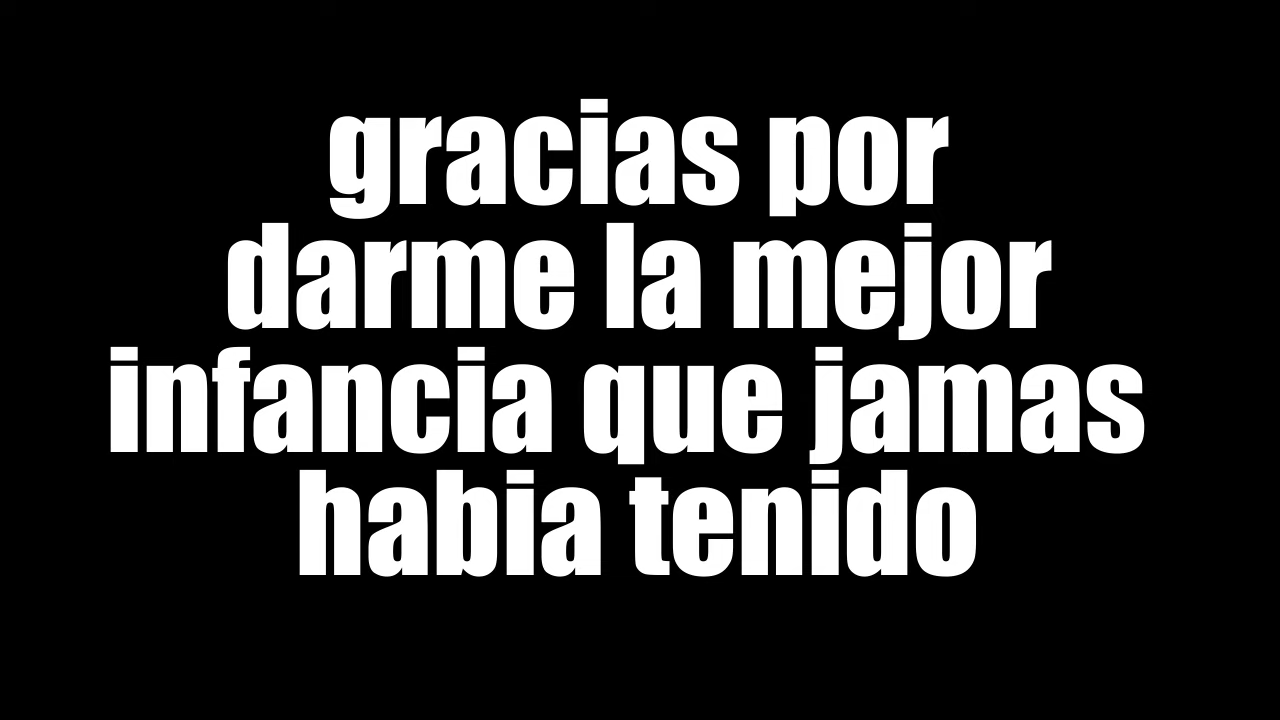 gracias por
darme la mejor
infancia que jamas
habia tenido